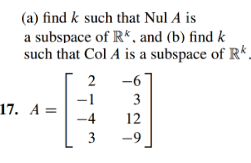 (a) find k such that Nul A is
a subspace of ℝᵏ, and (b) find k
such that Col A is a subspace of ℝᵏ.
2 -6
-1 3
17. A =
-4 12
3 -9